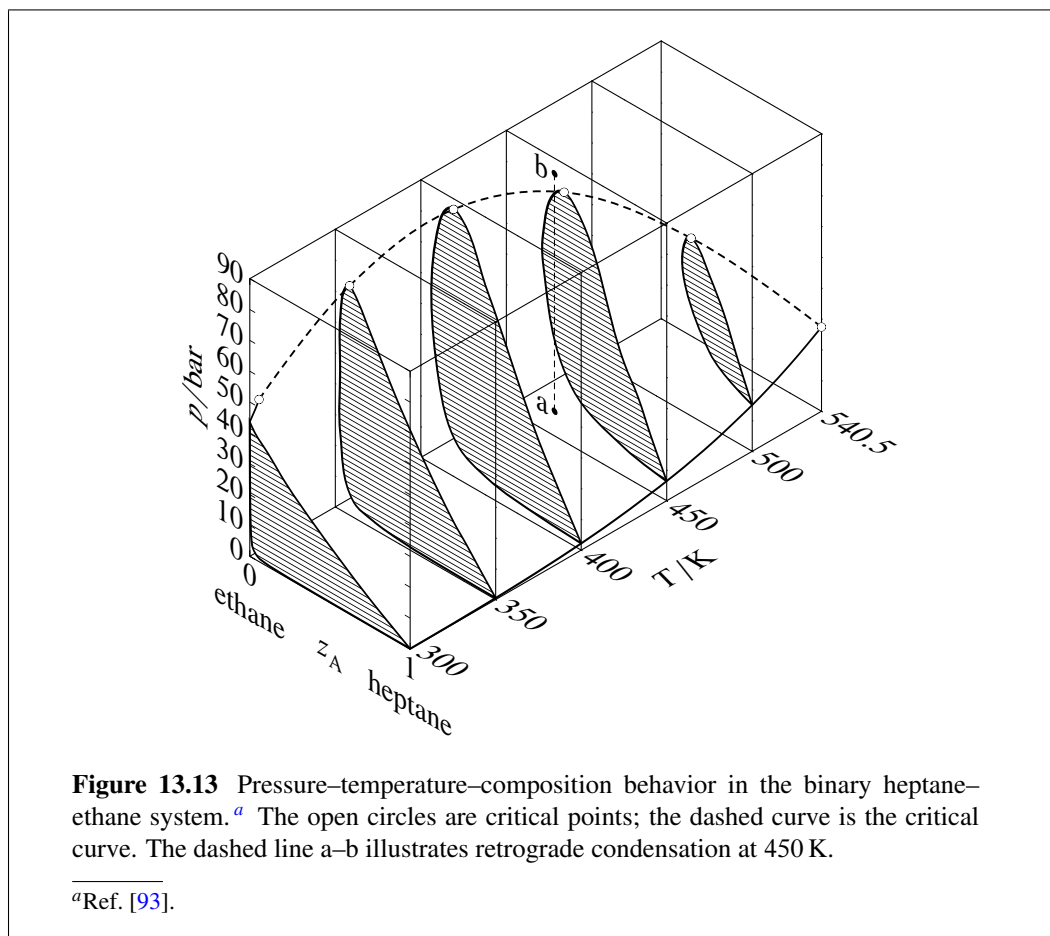 b
90
80
70
60
50
40
30
20
10
0
p/bar
a
0
ethane
z_A
heptane
1
300
350
400
450
500
540.5
T/K
Figure 13.13 Pressure–temperature–composition behavior in the binary heptane–
ethane system.ᵃ The open circles are critical points; the dashed curve is the critical
curve. The dashed line a–b illustrates retrograde condensation at 450 K.
ᵃRef. [93].